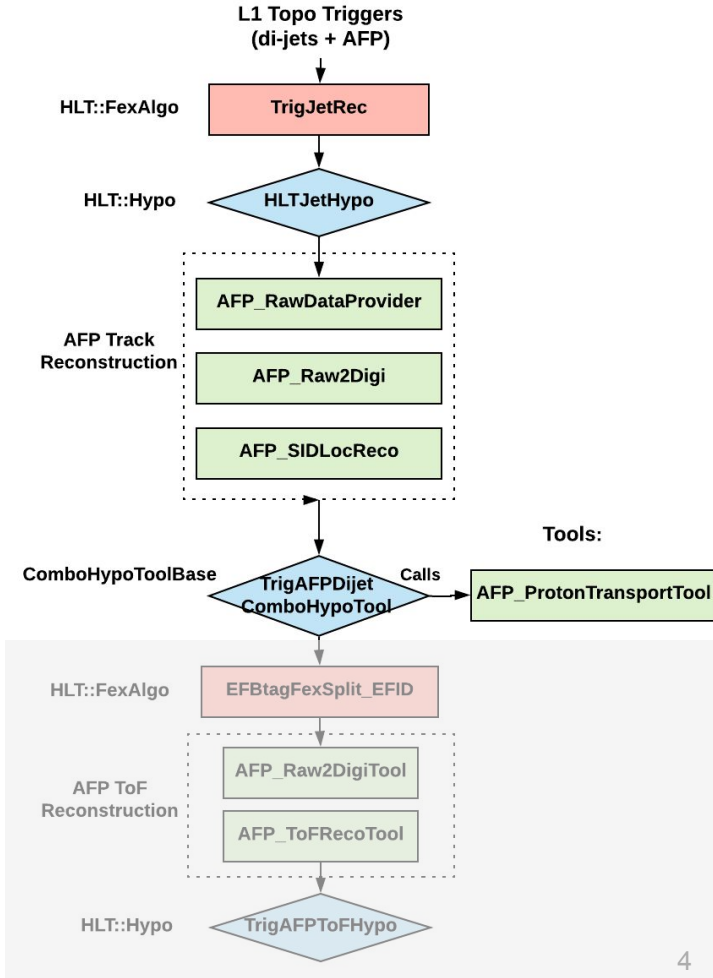 L1 Topo Triggers
(di-jets + AFP)
HLT::FexAlgo
TrigJetRec
HLT::Hypo
HLTJetHypo
AFP Track
Reconstruction
AFP_RawDataProvider
AFP_Raw2Digi
AFP_SIDLocReco
Tools:
ComboHypoToolBase
TrigAFPDijet
ComboHypoTool
Calls
AFP_ProtonTransportTool
HLT::FexAlgo
EFBtagFexSplit_EFID
AFP ToF
Reconstruction
AFP_Raw2DigiTool
AFP_ToFRecoTool
HLT::Hypo
TrigAFPToFHypo
4